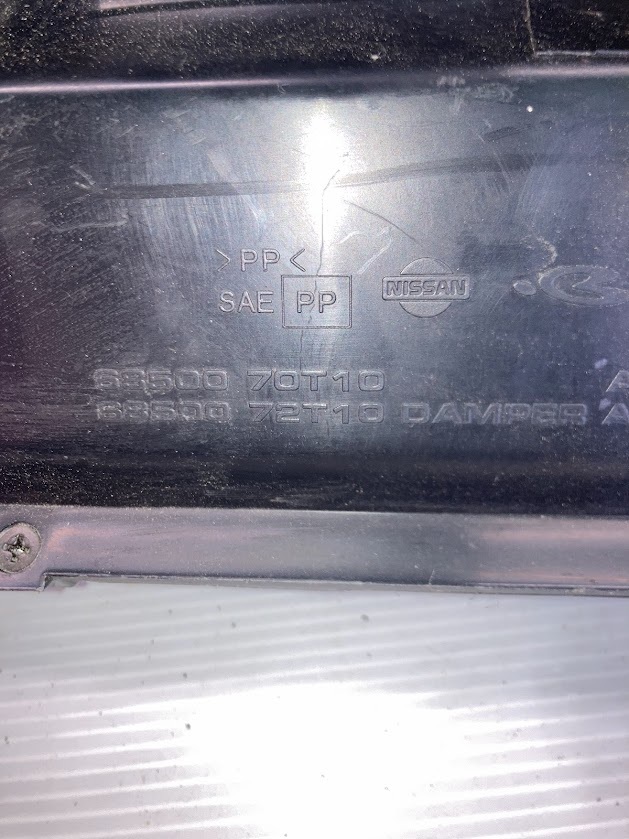 >PP<
SAE PP
NISSAN
68500 70T10 A
68500 72T10 DAMPER A